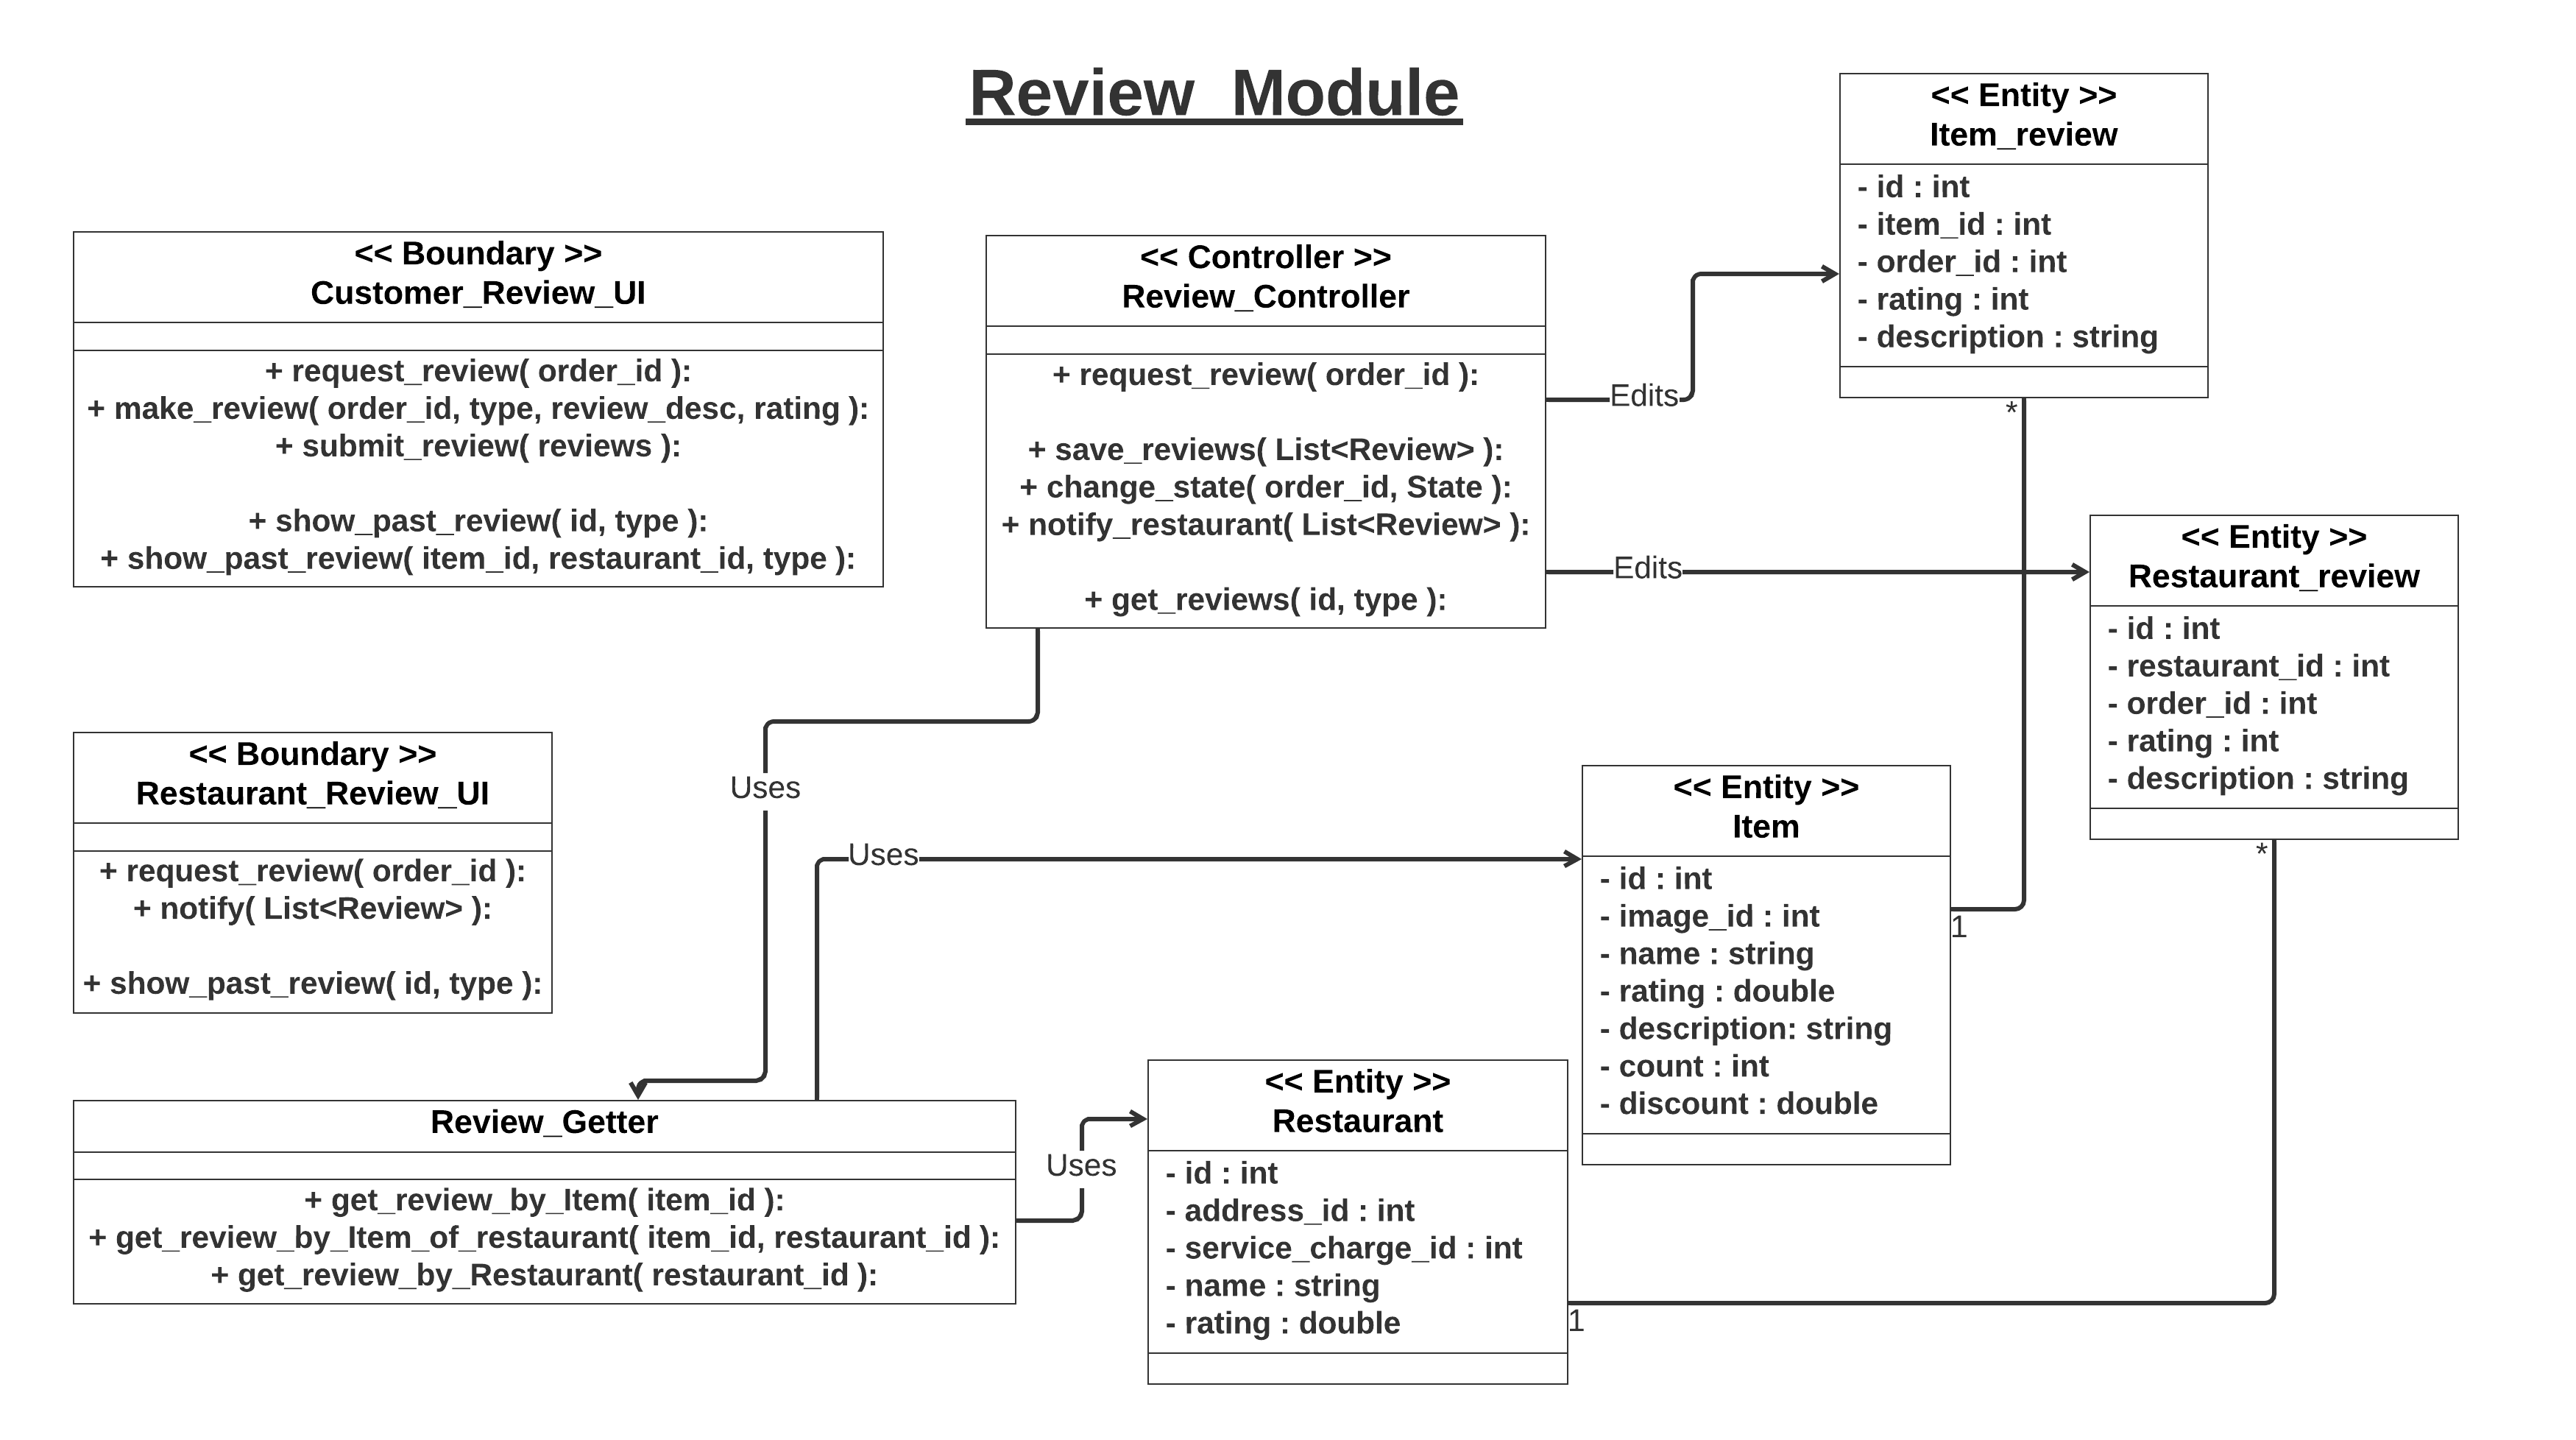 Review Module
<< Boundary >>
Customer_Review_UI
+ request_review( order_id ):
+ make_review( order_id, type, review_desc, rating ):
+ submit_review( reviews ):
+ show_past_review( id, type ):
+ show_past_review( item_id, restaurant_id, type ):
<< Controller >>
Review_Controller
+ request_review( order_id ):
+ save_reviews( List<Review> ):
+ change_state( order_id, State ):
+ notify_restaurant( List<Review> ):
+ get_reviews( id, type ):
Edits
Edits
<< Entity >>
Item_review
- id : int
- item_id : int
- order_id : int
- rating : int
- description : string
*
<< Entity >>
Restaurant_review
- id : int
- restaurant_id : int
- order_id : int
- rating : int
- description : string
*
<< Boundary >>
Restaurant_Review_UI
+ request_review( order_id ):
+ notify( List<Review> ):
+ show_past_review( id, type ):
Uses
Uses
<< Entity >>
Item
- id : int
- image_id : int
- name : string
- rating : double
- description: string
- count : int
- discount : double
1
Review_Getter
+ get_review_by_Item( item_id ):
+ get_review_by_Item_of_restaurant( item_id, restaurant_id ):
+ get_review_by_Restaurant( restaurant_id ):
Uses
<< Entity >>
Restaurant
- id : int
- address_id : int
- service_charge_id : int
- name : string
- rating : double
1